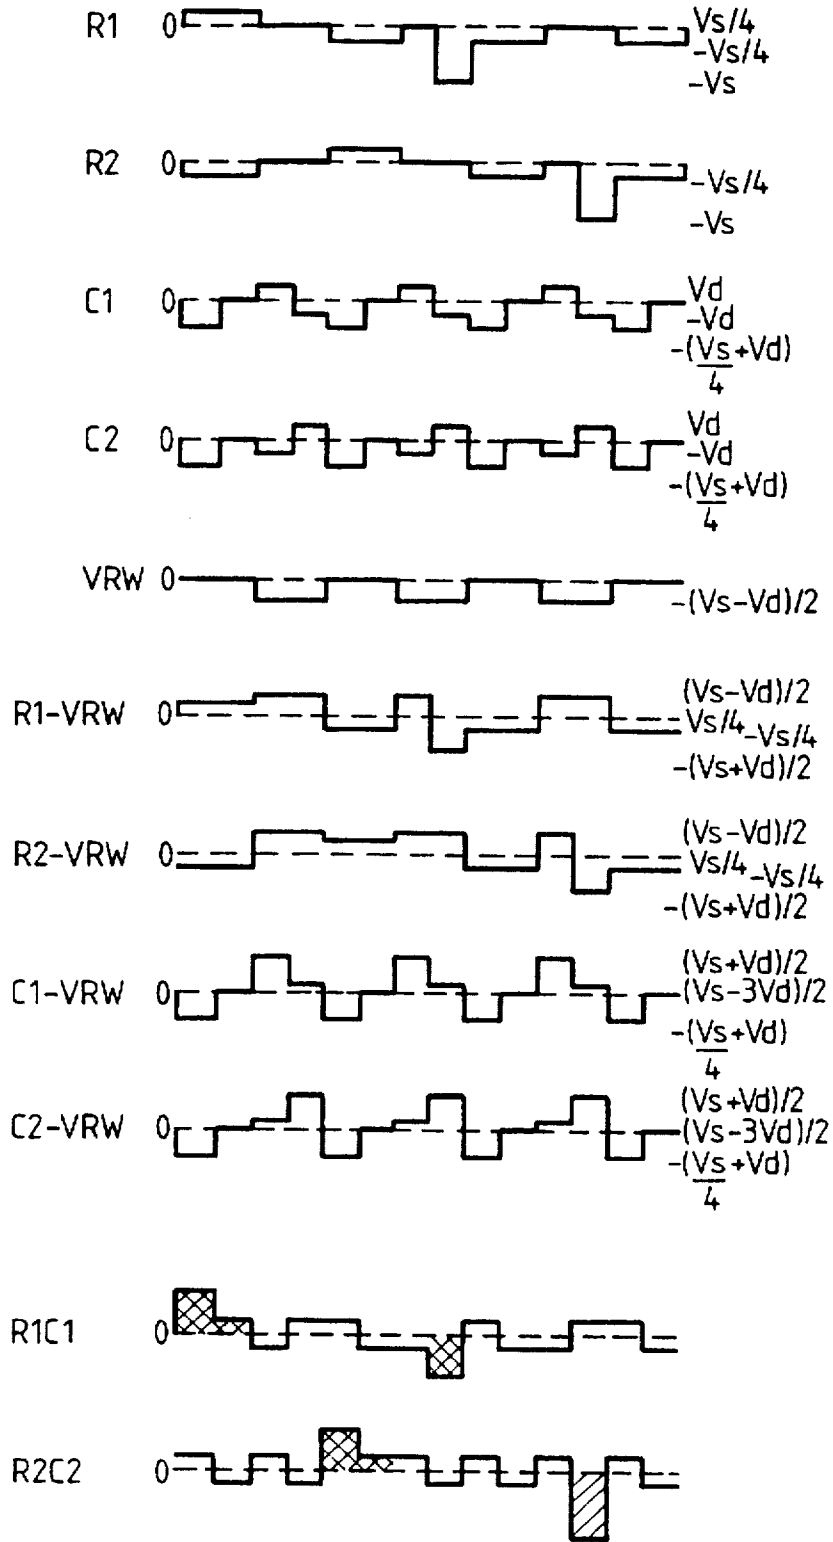 R1 0 Vs/4
-Vs/4
-Vs
R2 0 -Vs/4
-Vs
C1 0 Vd
-Vd
-(Vs/4+Vd)
C2 0 Vd
-Vd
-(Vs/4+Vd)
VRW 0 -(Vs-Vd)/2
R1-VRW 0 (Vs-Vd)/2
Vs/4 -Vs/4
-(Vs+Vd)/2
R2-VRW 0 (Vs-Vd)/2
Vs/4 -Vs/4
-(Vs+Vd)/2
C1-VRW 0 (Vs+Vd)/2
(Vs-3Vd)/2
-(Vs/4+Vd)
C2-VRW 0 (Vs+Vd)/2
(Vs-3Vd)/2
-(Vs/4+Vd)
R1C1 0
R2C2 0